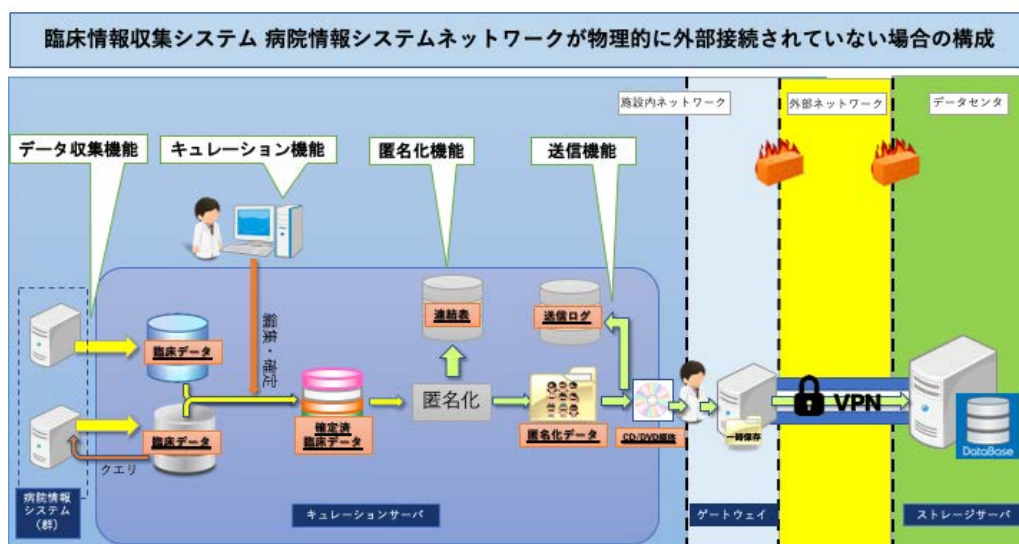 臨床情報収集システム 病院情報システムネットワークが物理的に外部接続されていない場合の構成
施設内ネットワーク
外部ネットワーク
データセンタ
データ収集機能
キュレーション機能
匿名化機能
送信機能
編集・確定
連結表
送信ログ
臨床データ
臨床データ
確定済
臨床データ
匿名化
匿名化データ
CD/DVD媒体
一時保存
VPN
DataBase
クエリ
病院情報
システム
(群)
キュレーションサーバ
ゲートウェイ
ストレージサーバ